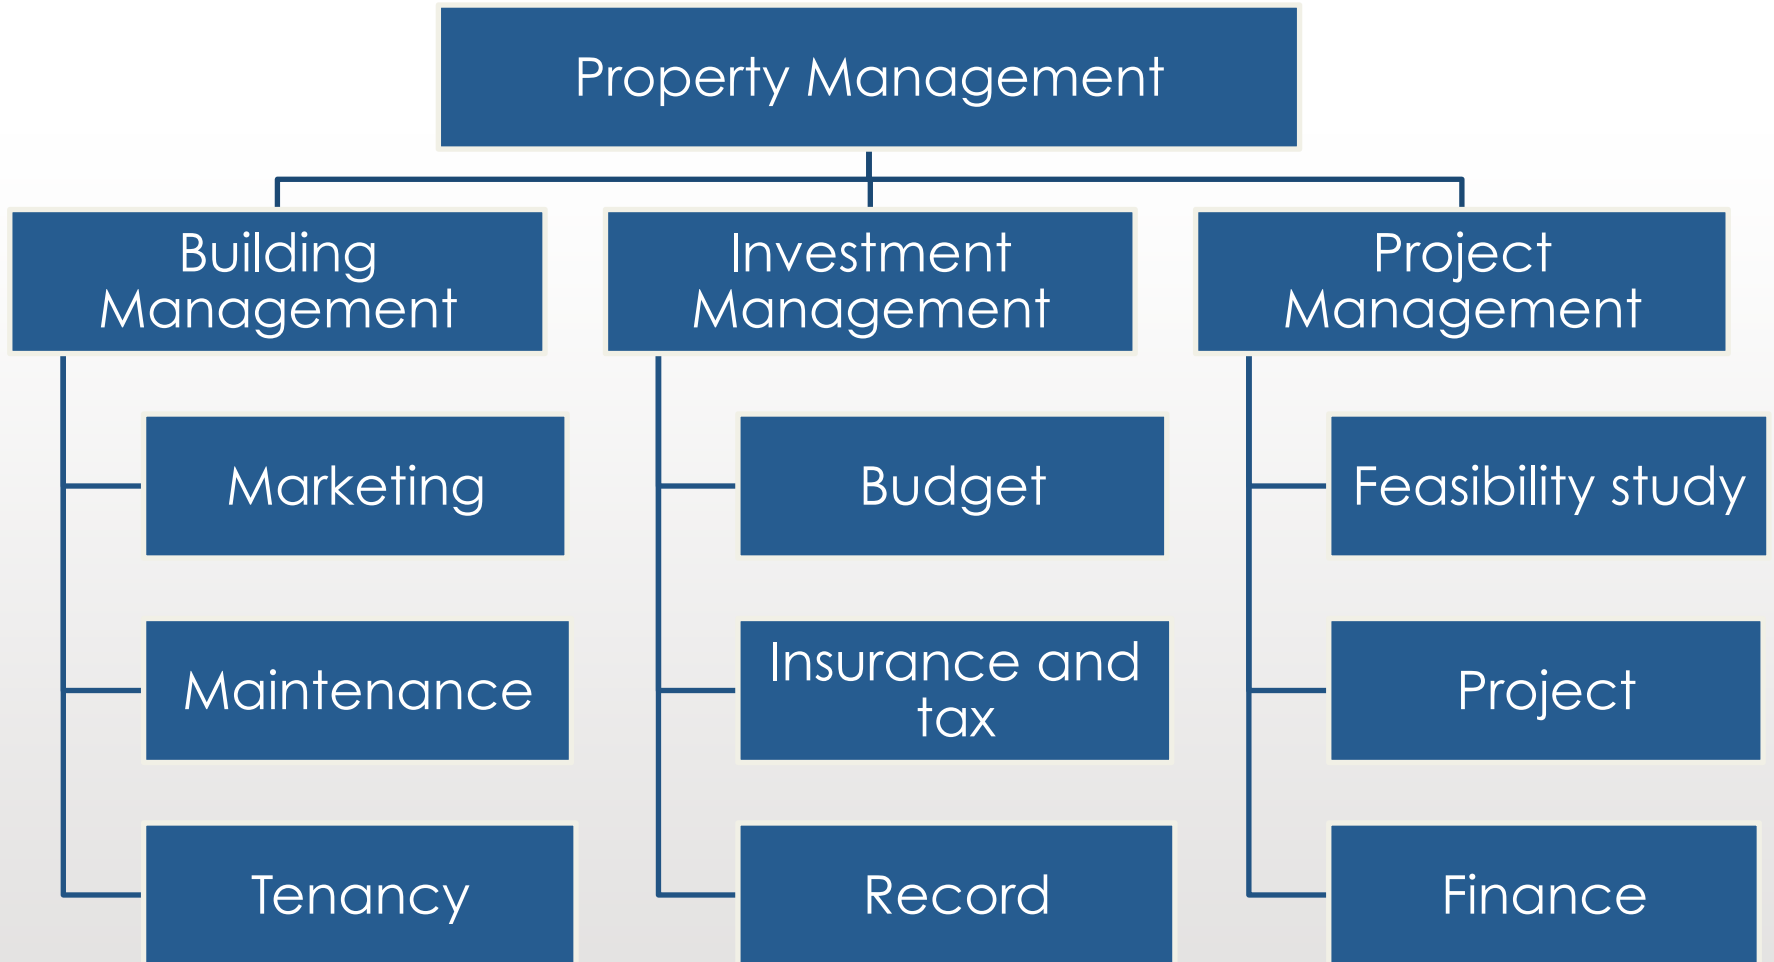 Property Management
Building
Management
Investment
Management
Project
Management
Marketing
Budget
Feasibility study
Maintenance
Insurance and
tax
Project
Tenancy
Record
Finance